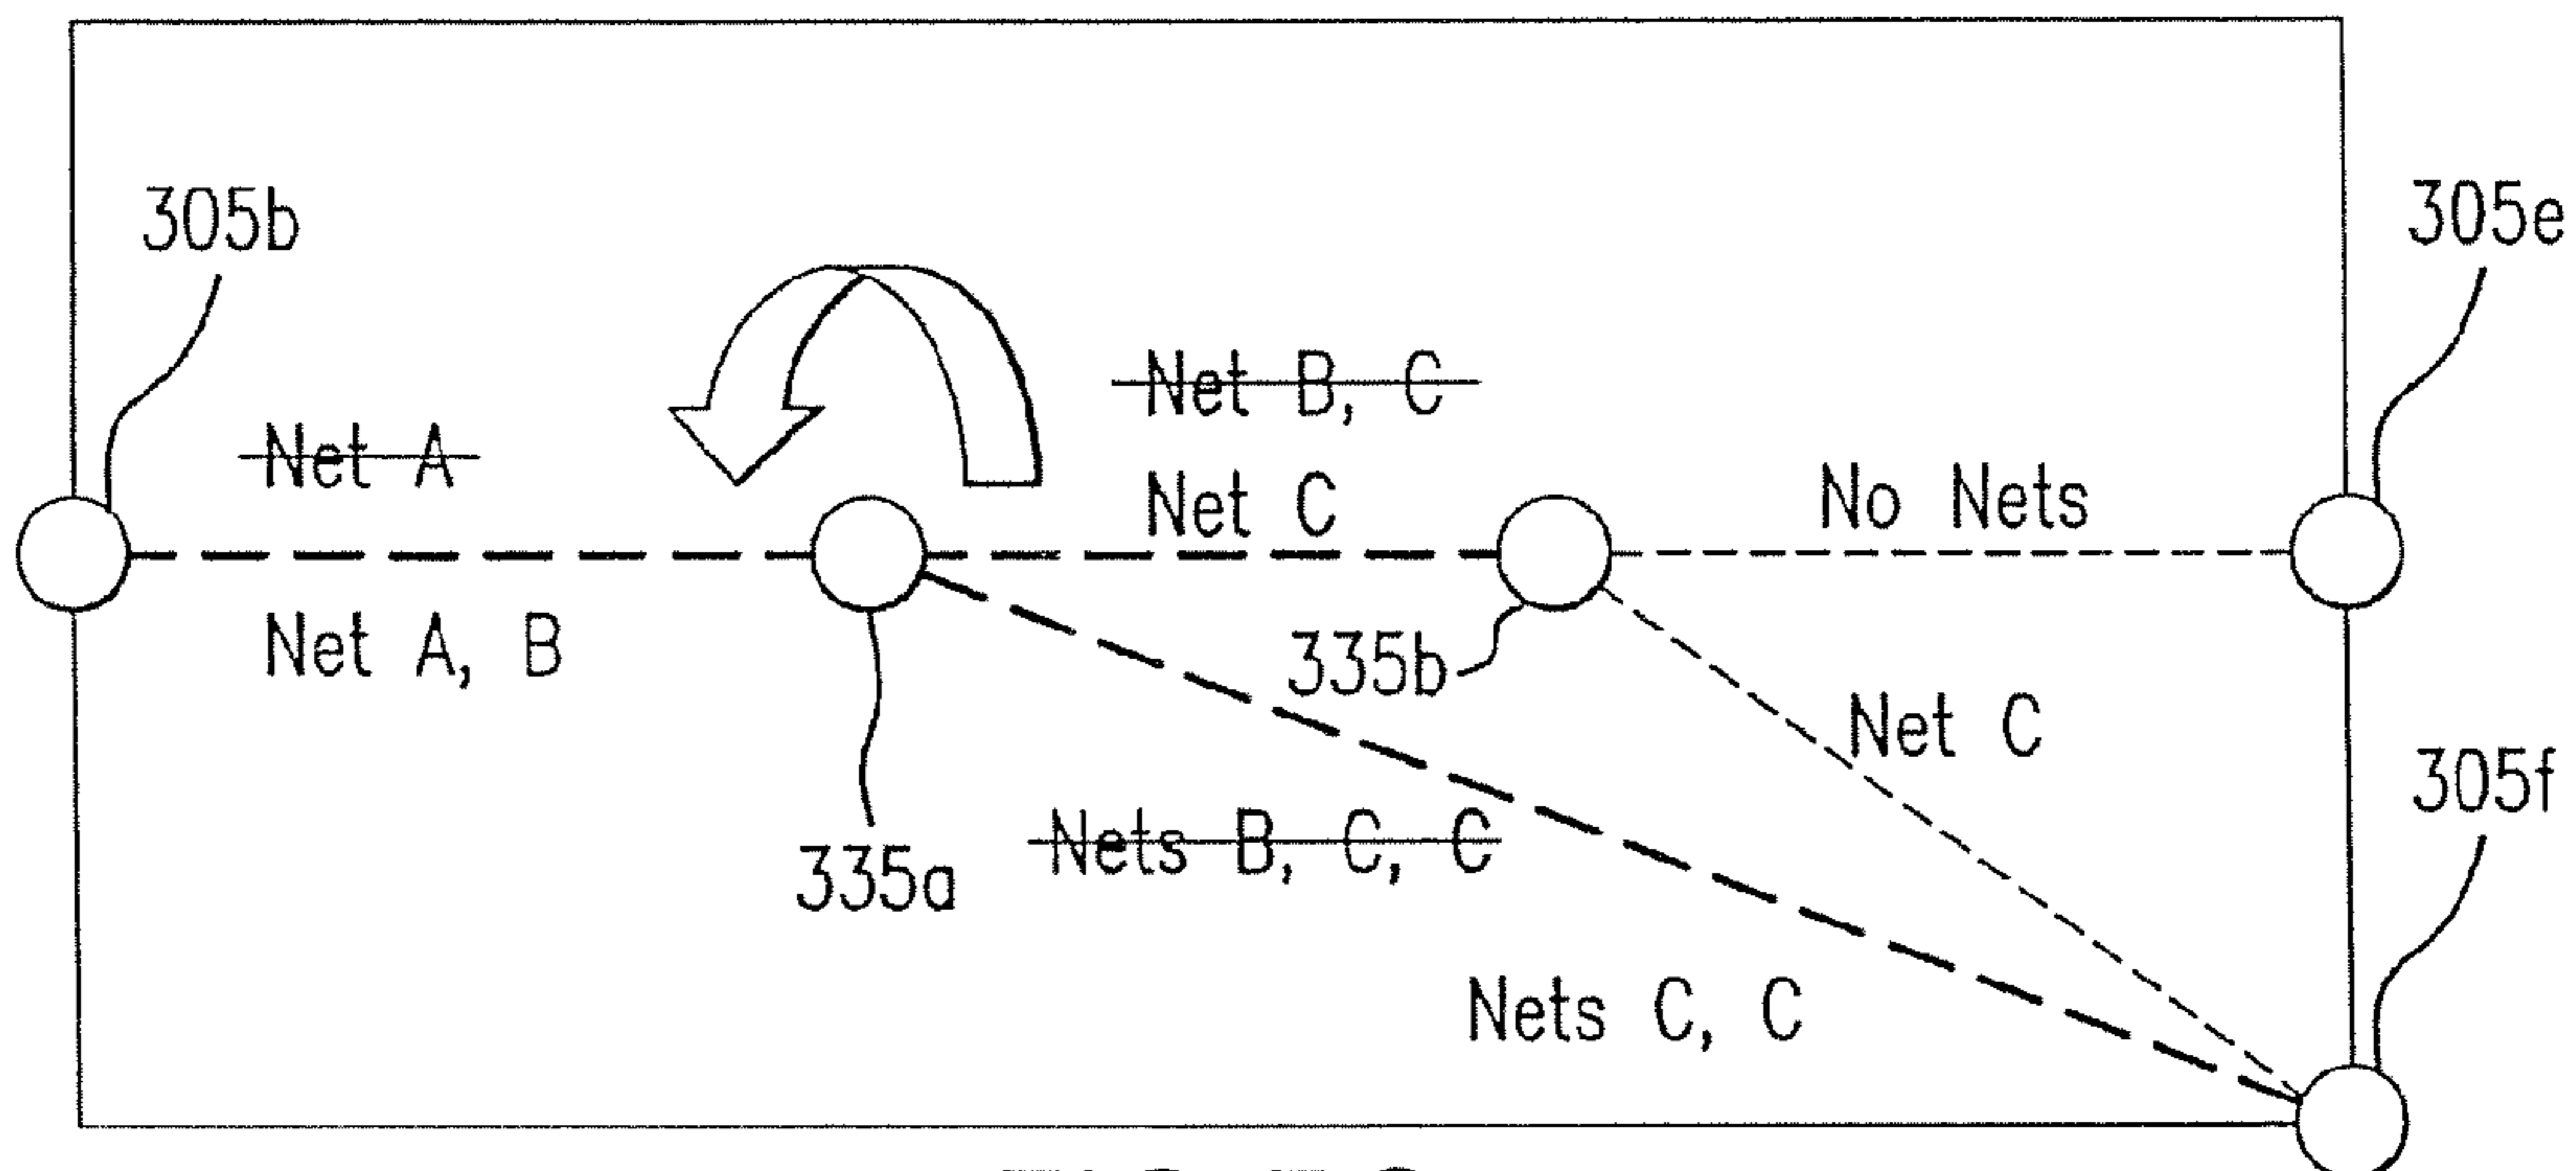 305b
305e
Net B, C
Net A
Net C
No Nets
Net A, B
335b
Net C
305f
Nets B, C, C
335a
Nets C, C